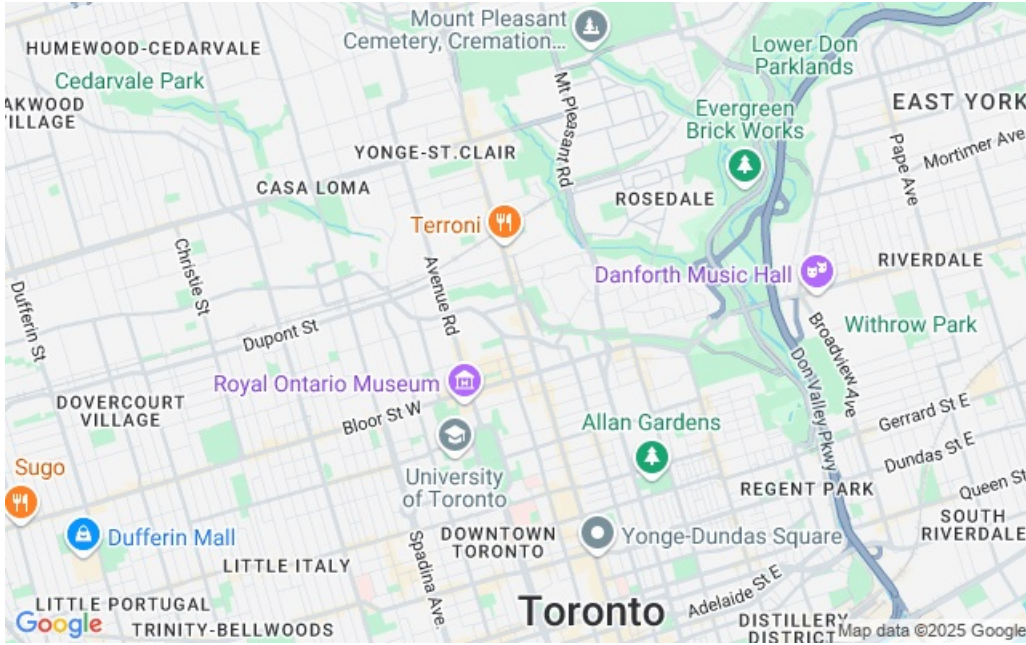 Mount Pleasant
Cemetery, Cremation...
HUMEWOOD-CEDARVALE
Lower Don
Parklands
Cedarvale Park
Mt Pleasant Rd
EAST YORK
AKWOOD
VILLAGE
Evergreen
Brick Works
Pape Ave
Mortimer Ave
YONGE-ST.CLAIR
CASA LOMA
ROSEDALE
Terroni
Christie St
Avenue Rd
Danforth Music Hall
RIVERDALE
Dufferin St
Dupont St
Broadview Ave
Withrow Park
Don Valley Pkwy
Royal Ontario Museum
DOVERCOURT
VILLAGE
Bloor St W
Allan Gardens
Gerrard St E
Dundas St E
Sugo
University
of Toronto
REGENT PARK
Queen St
Dufferin Mall
Spadina Ave.
DOWNTOWN
TORONTO
Yonge-Dundas Square
SOUTH
RIVERDALE
LITTLE ITALY
Adelaide St E
LITTLE PORTUGAL
Toronto
DISTILLERY
DISTRICT
Google
TRINITY-BELLWOODS
Map data ©2025 Google